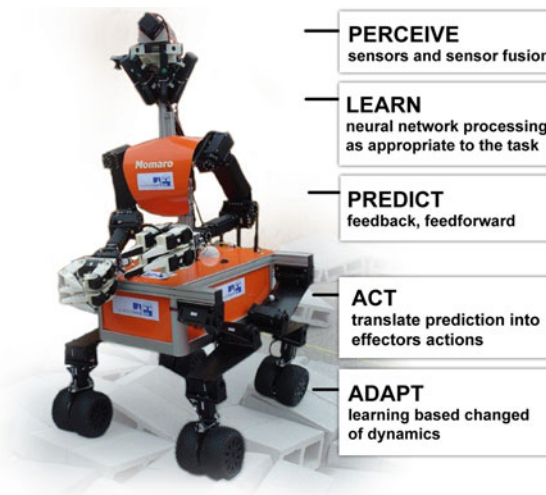 PERCEIVE
sensors and sensor fusion
LEARN
neural network processing
as appropriate to the task
PREDICT
feedback, feedforward
ACT
translate prediction into
effectors actions
ADAPT
learning based changed
of dynamics
Momaro